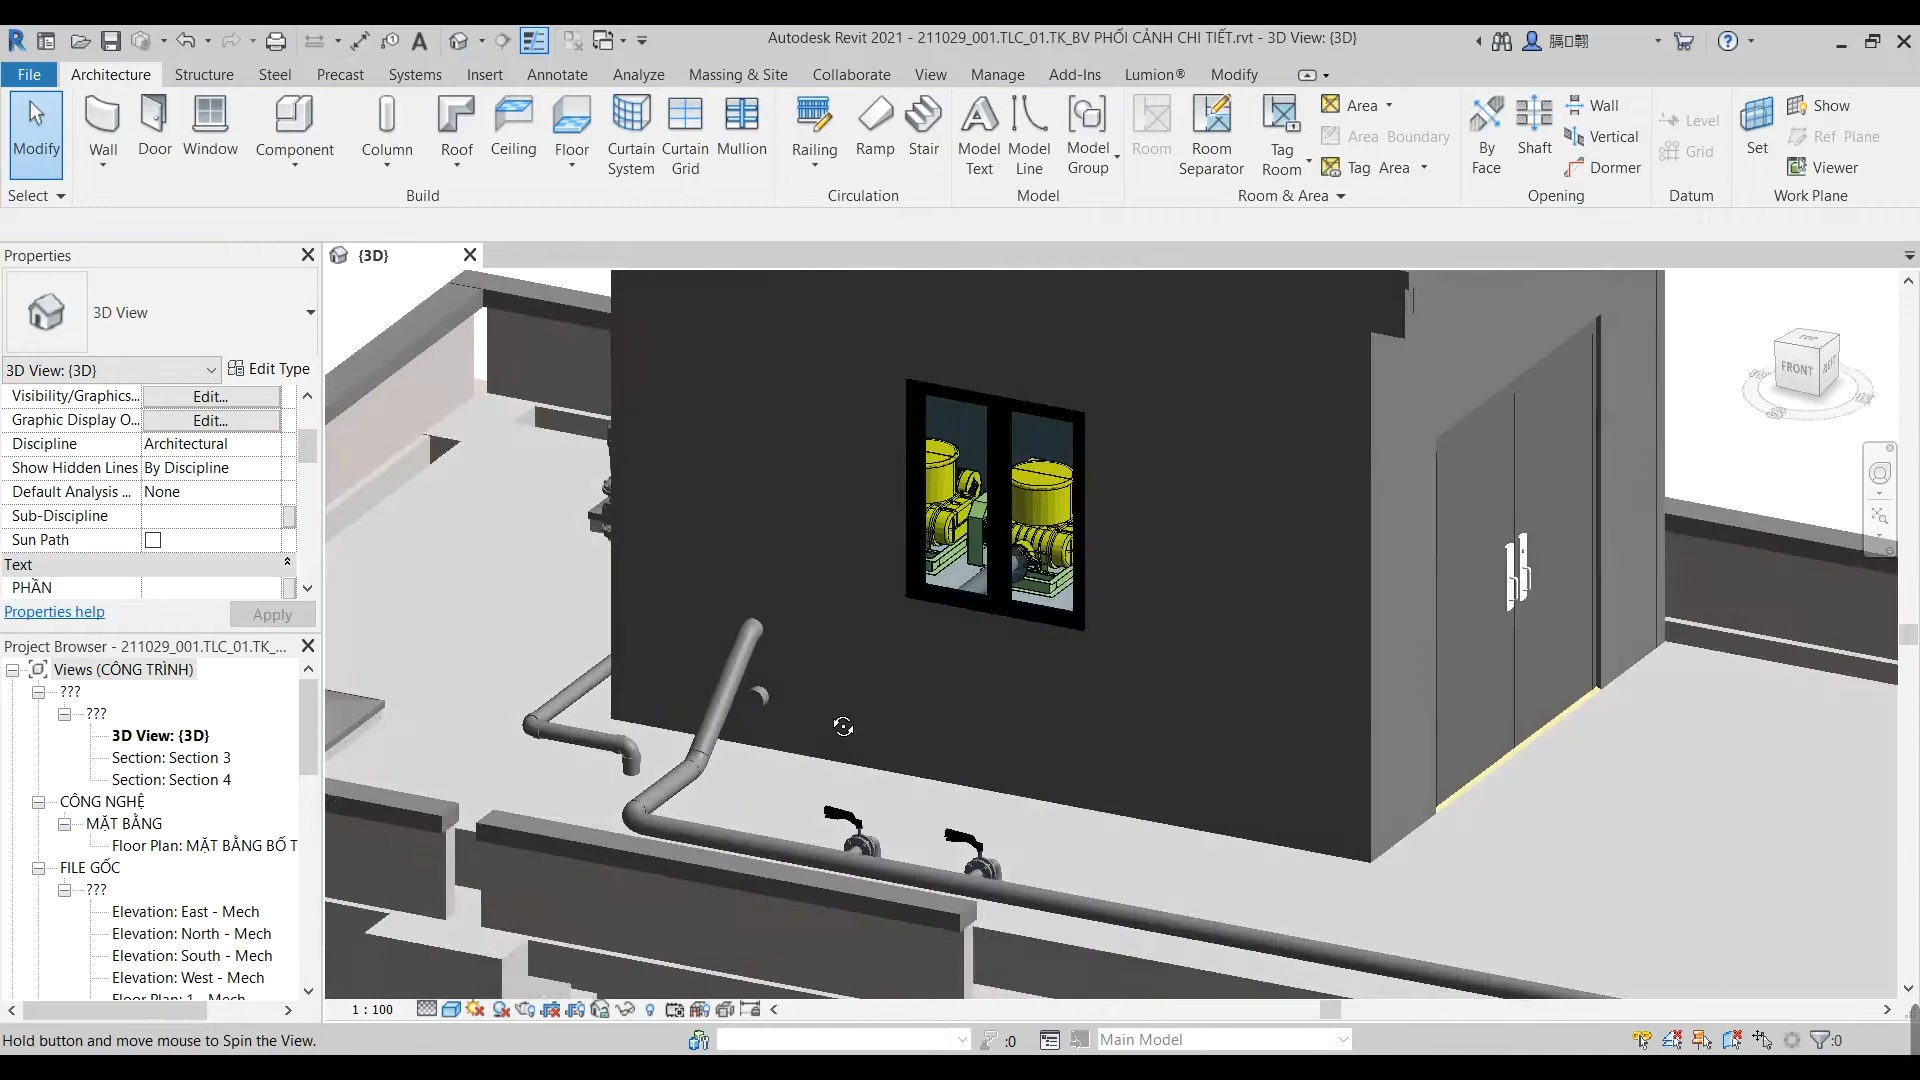 Autodesk Revit 2021 - 211029_001.TLC_01.TK_BV PHỐI CẢNH CHI TIẾT.rvt - 3D View: {3D}
File Architecture Structure Steel Precast Systems Insert Annotate Analyze Massing & Site Collaborate View Manage Add-Ins Lumion® Modify
Modify
Wall
Door
Window
Component
Column
Roof
Ceiling
Floor
Curtain System
Curtain Grid
Mullion
Railing
Ramp
Stair
Model Text
Model Line
Model Group
Room
Room Separator
Tag Room
Area
Area Boundary
Tag Area
By Face
Shaft
Wall
Vertical
Dormer
Level
Grid
Set
Show
Ref Plane
Viewer
Select
Build
Circulation
Model
Room & Area
Opening
Datum
Work Plane
Properties
{3D}
3D View
3D View: {3D}
Edit Type
Visibility/Graphics... Edit...
Graphic Display O... Edit...
Discipline Architectural
Show Hidden Lines By Discipline
Default Analysis ... None
Sub-Discipline
Sun Path
Text
PHẦN
Properties help
Apply
Project Browser - 211029_001.TLC_01.TK_...
Views (CÔNG TRÌNH)
???
???
3D View: {3D}
Section: Section 3
Section: Section 4
CÔNG NGHỆ
MẶT BẰNG
Floor Plan: MẶT BẰNG BỐ T
FILE GỐC
???
Elevation: East - Mech
Elevation: North - Mech
Elevation: South - Mech
Elevation: West - Mech
Floor Plan: 1 - Mech
TOP
FRONT
1 : 100
Hold button and move mouse to Spin the View.
:0
Main Model
:0